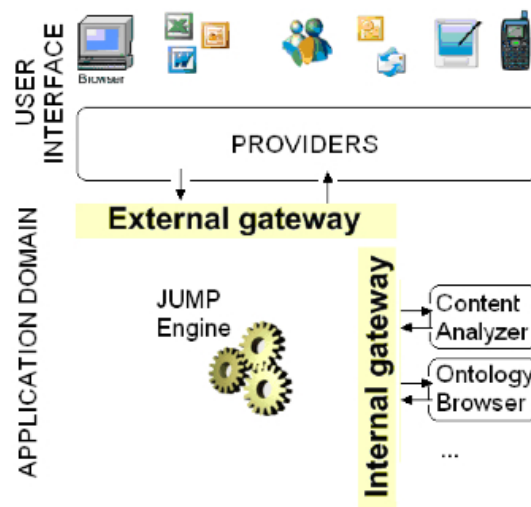 USER
INTERFACE
Browser
PROVIDERS
External gateway
APPLICATION DOMAIN
JUMP
Engine
Internal gateway
Content
Analyzer
Ontology
Browser
...